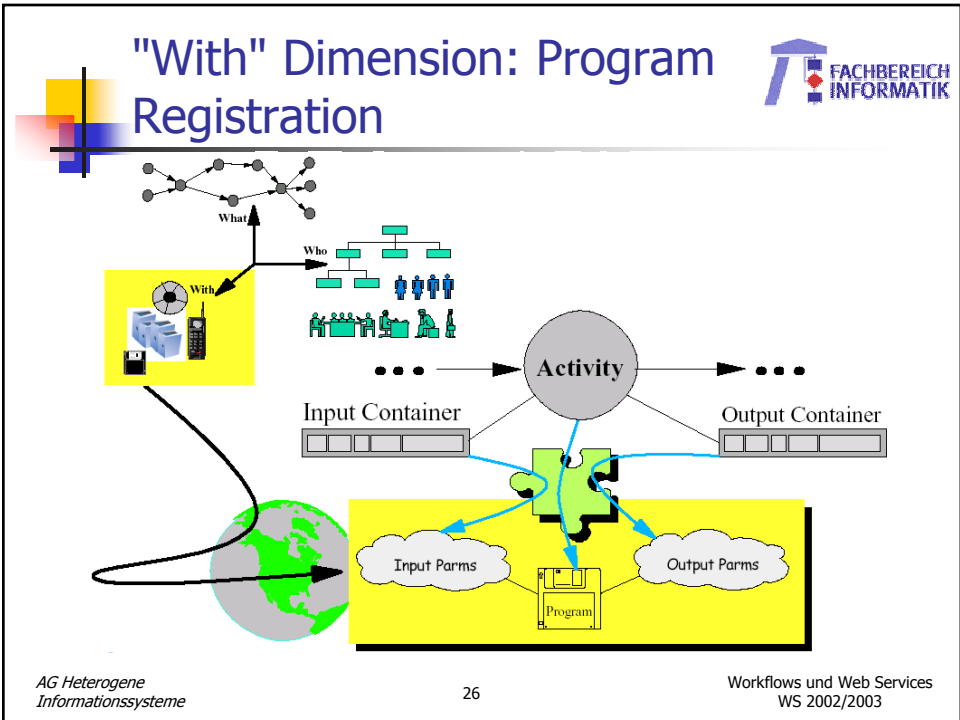 "With" Dimension: Program
Registration
FACHBEREICH
INFORMATIK
What
Who
With
Activity
Input Container
Output Container
Input Parms
Output Parms
Program
AG Heterogene
Informationssysteme
26
Workflows und Web Services
WS 2002/2003